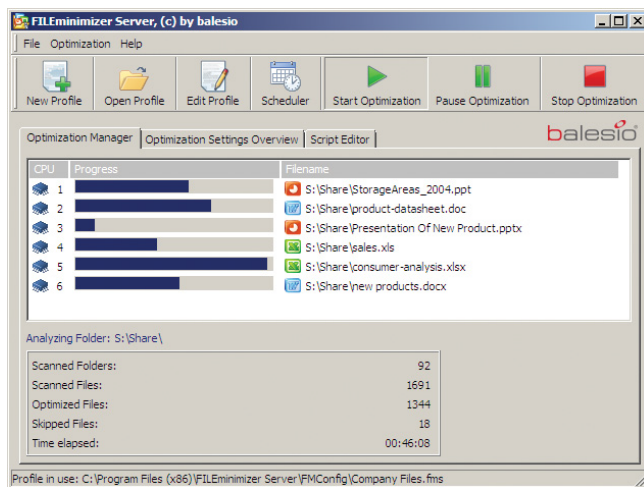 FILEminimizer Server, (c) by balesio
File Optimization Help
New Profile Open Profile Edit Profile Scheduler Start Optimization Pause Optimization Stop Optimization
Optimization Manager Optimization Settings Overview Script Editor balesio
CPU Progress Filename
1 S:\Share\StorageAreas_2004.ppt
2 S:\Share\product-datasheet.doc
3 S:\Share\Presentation Of New Product.pptx
4 S:\Share\sales.xls
5 S:\Share\consumer-analysis.xlsx
6 S:\Share\new products.docx
Analyzing Folder: S:\Share\
Scanned Folders: 92
Scanned Files: 1691
Optimized Files: 1344
Skipped Files: 18
Time elapsed: 00:46:08
Profile in use: C:\Program Files (x86)\FILEminimizer Server\FMConfig\Company Files.fms